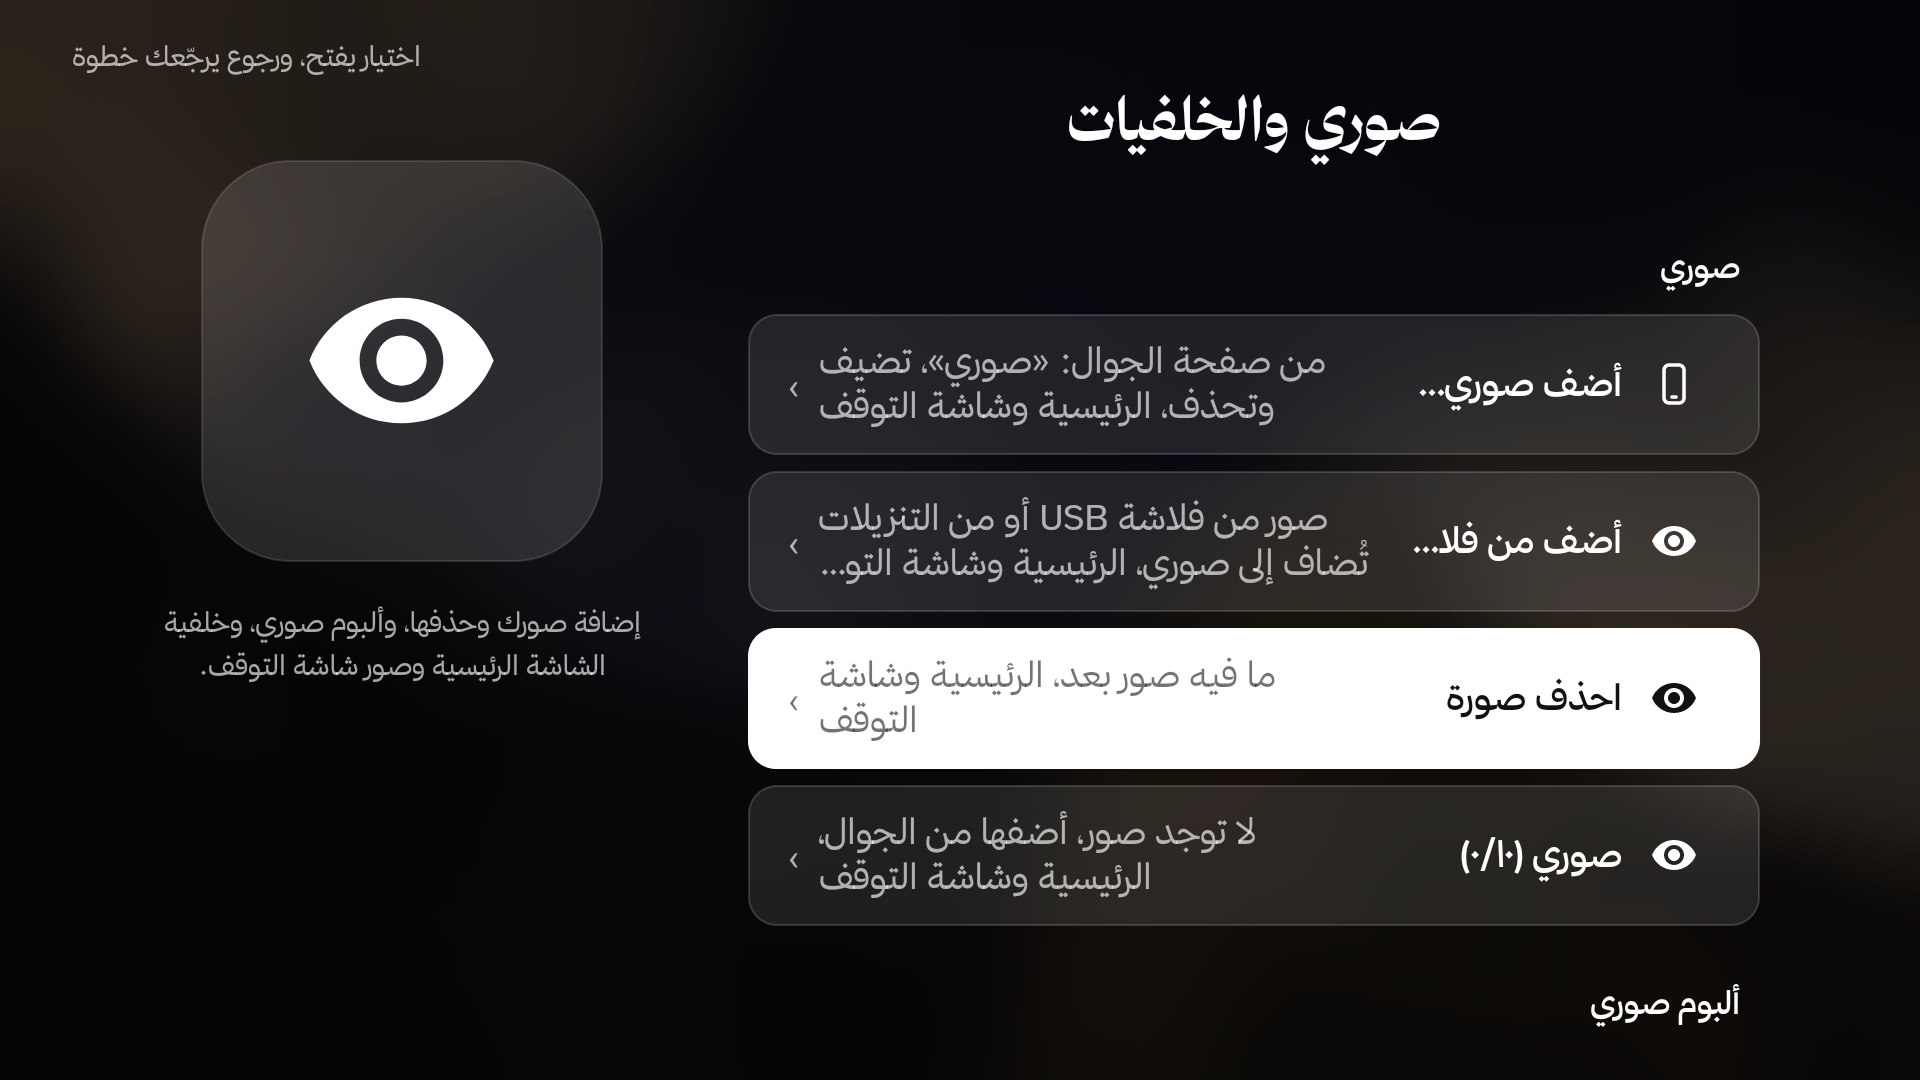 اختيار يفتح، ورجوع يرجّعك خطوة
صوري والخلفيات
صوري
أضف صوري...
من صفحة الجوال: «صوري»، تضيف
وتحذف، الرئيسية وشاشة التوقف
أضف من فلا...
صور من فلاشة USB أو من التنزيلات
تُضاف إلى صوري، الرئيسية وشاشة التو...
احذف صورة
ما فيه صور بعد، الرئيسية وشاشة
التوقف
صوري (٠/١٠)
لا توجد صور، أضفها من الجوال،
الرئيسية وشاشة التوقف
ألبوم صوري
إضافة صورك وحذفها، وألبوم صوري، وخلفية
الشاشة الرئيسية وصور شاشة التوقف.